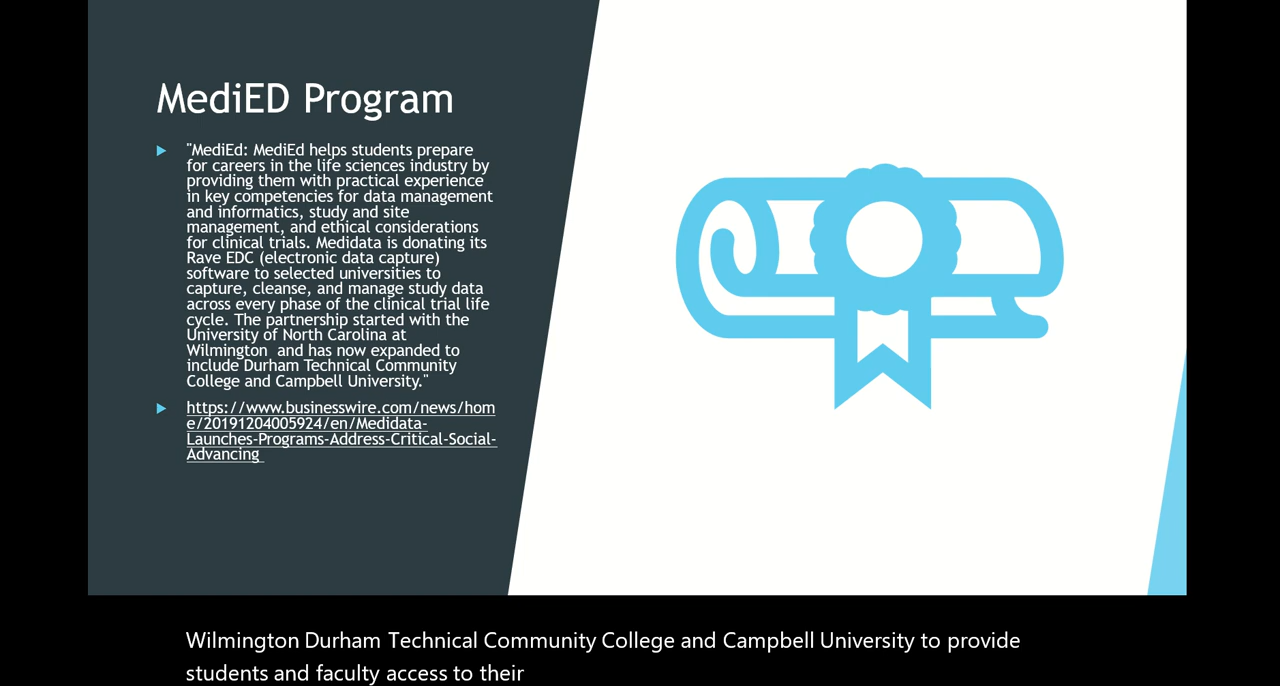 MediED Program
"MediEd: MediEd helps students prepare
for careers in the life sciences industry by
providing them with practical experience
in key competencies for data management
and informatics, study and site
management, and ethical considerations
for clinical trials. Medidata is donating its
Rave EDC (electronic data capture)
software to selected universities to
capture, cleanse, and manage study data
across every phase of the clinical trial life
cycle. The partnership started with the
University of North Carolina at
Wilmington  and has now expanded to
include Durham Technical Community
College and Campbell University."
https://www.businesswire.com/news/hom
e/20191204005924/en/Medidata-
Launches-Programs-Address-Critical-Social-
Advancing
Wilmington Durham Technical Community College and Campbell University to provide
students and faculty access to their